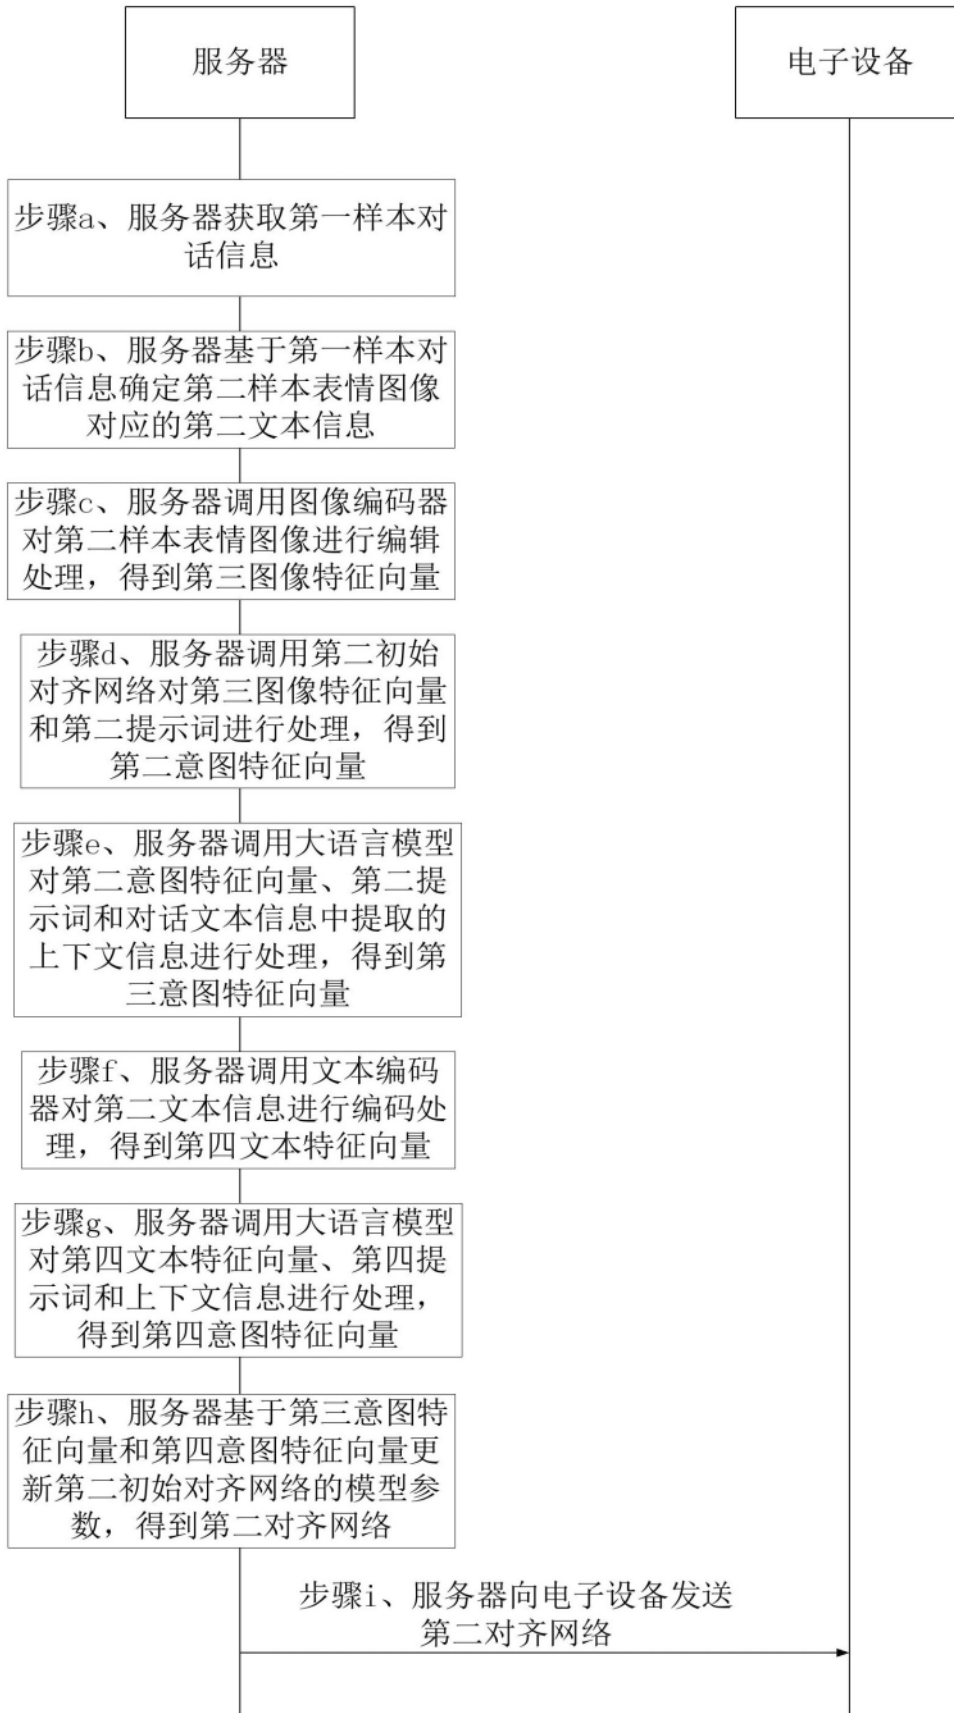 服务器
电子设备
步骤a、服务器获取第一样本对
话信息
步骤b、服务器基于第一样本对
话信息确定第二样本表情图像
对应的第二文本信息
步骤c、服务器调用图像编码器
对第二样本表情图像进行编辑
处理，得到第三图像特征向量
步骤d、服务器调用第二初始
对齐网络对第三图像特征向量
和第二提示词进行处理，得到
第二意图特征向量
步骤e、服务器调用大语言模型
对第二意图特征向量、第二提
示词和对话文本信息中提取的
上下文信息进行处理，得到第
三意图特征向量
步骤f、服务器调用文本编码
器对第二文本信息进行编码处
理，得到第四文本特征向量
步骤g、服务器调用大语言模型
对第四文本特征向量、第四提
示词和上下文信息进行处理，
得到第四意图特征向量
步骤h、服务器基于第三意图特
征向量和第四意图特征向量更
新第二初始对齐网络的模型参
数，得到第二对齐网络
步骤i、服务器向电子设备发送
第二对齐网络